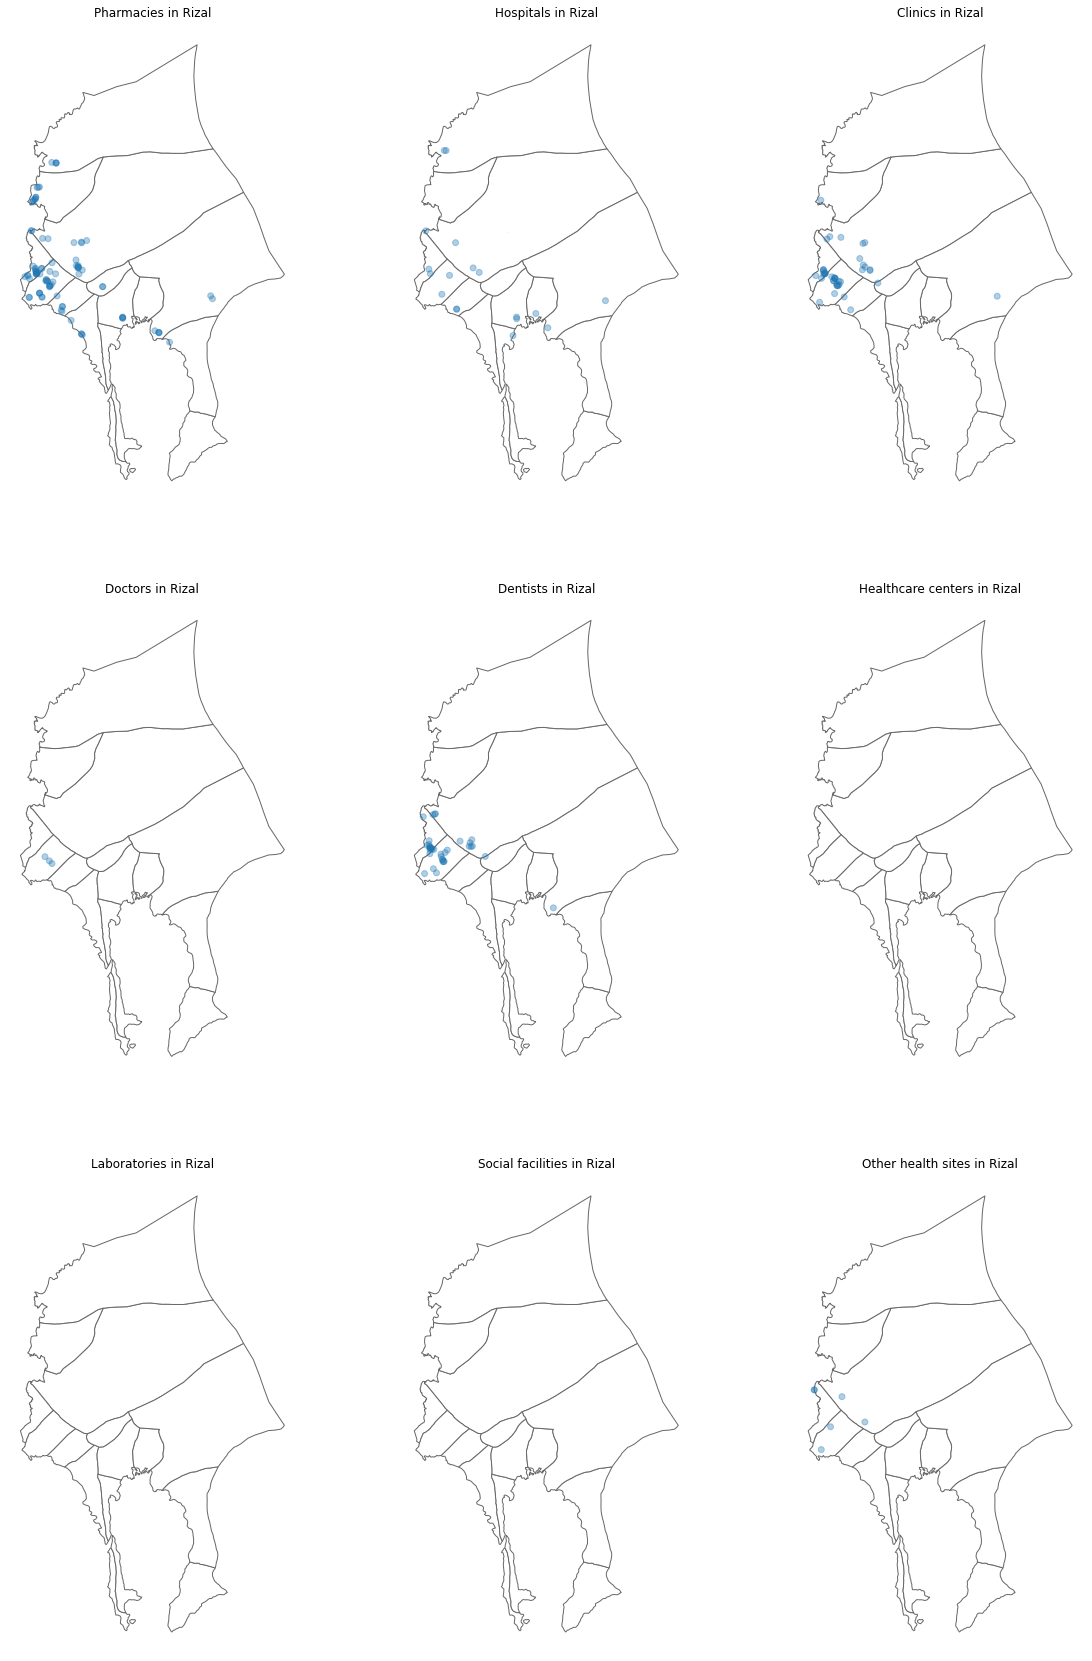 Pharmacies in Rizal
Hospitals in Rizal
Clinics in Rizal
Doctors in Rizal
Dentists in Rizal
Healthcare centers in Rizal
Laboratories in Rizal
Social facilities in Rizal
Other health sites in Rizal